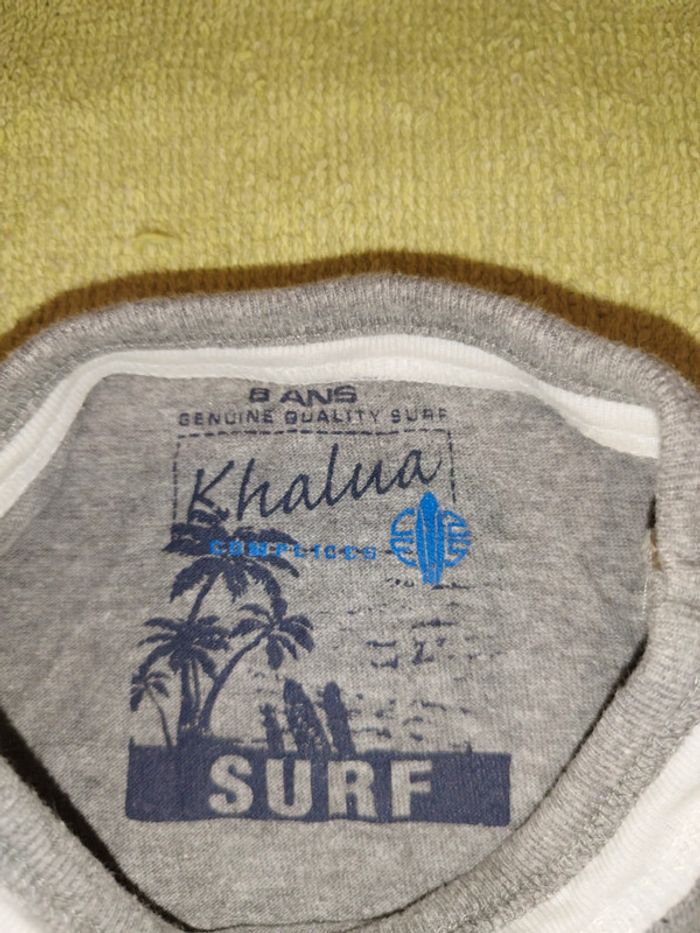 8 ANS
GENUINE QUALITY SURF
Khalua
COMPLICES
SURF